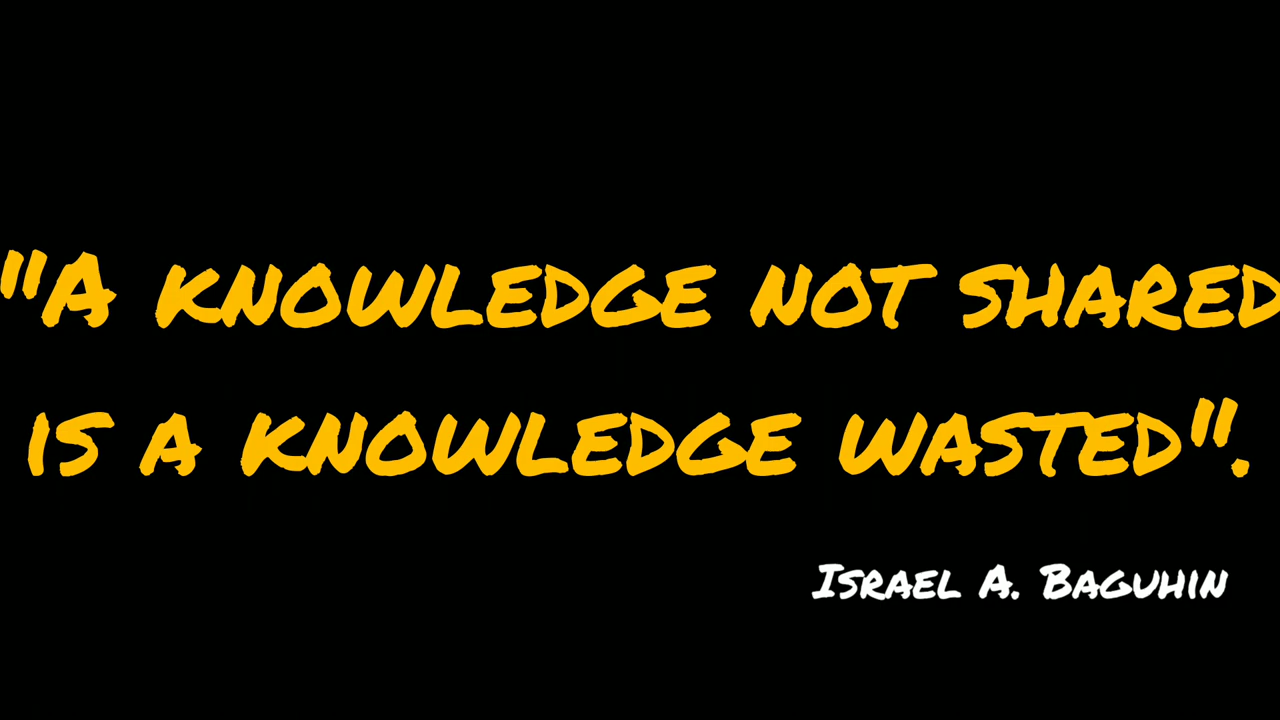 "A KNOWLEDGE NOT SHARED
IS A KNOWLEDGE WASTED".
ISRAEL A. BAGUHIN